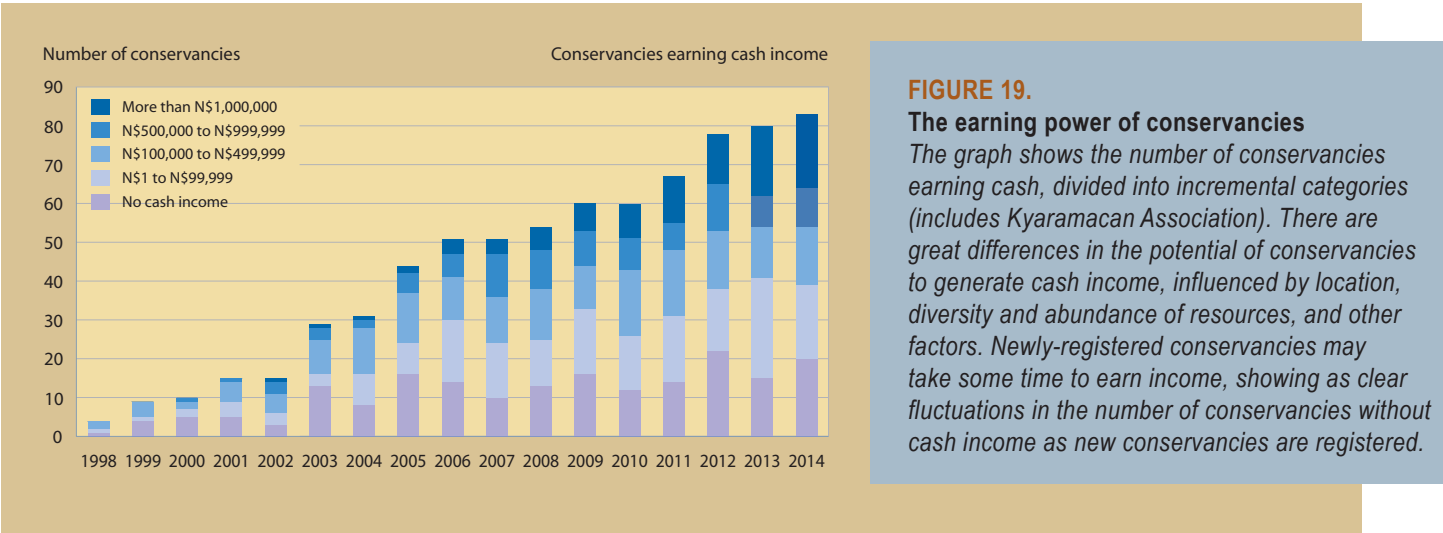 Number of conservancies
Conservancies earning cash income
90
80
70
60
50
40
30
20
10
0
More than N$1,000,000
N$500,000 to N$999,999
N$100,000 to N$499,999
N$1 to N$99,999
No cash income
1998 1999 2000 2001 2002 2003 2004 2005 2006 2007 2008 2009 2010 2011 2012 2013 2014
FIGURE 19.
The earning power of conservancies
The graph shows the number of conservancies
earning cash, divided into incremental categories
(includes Kyaramacan Association). There are
great differences in the potential of conservancies
to generate cash income, influenced by location,
diversity and abundance of resources, and other
factors. Newly-registered conservancies may
take some time to earn income, showing as clear
fluctuations in the number of conservancies without
cash income as new conservancies are registered.